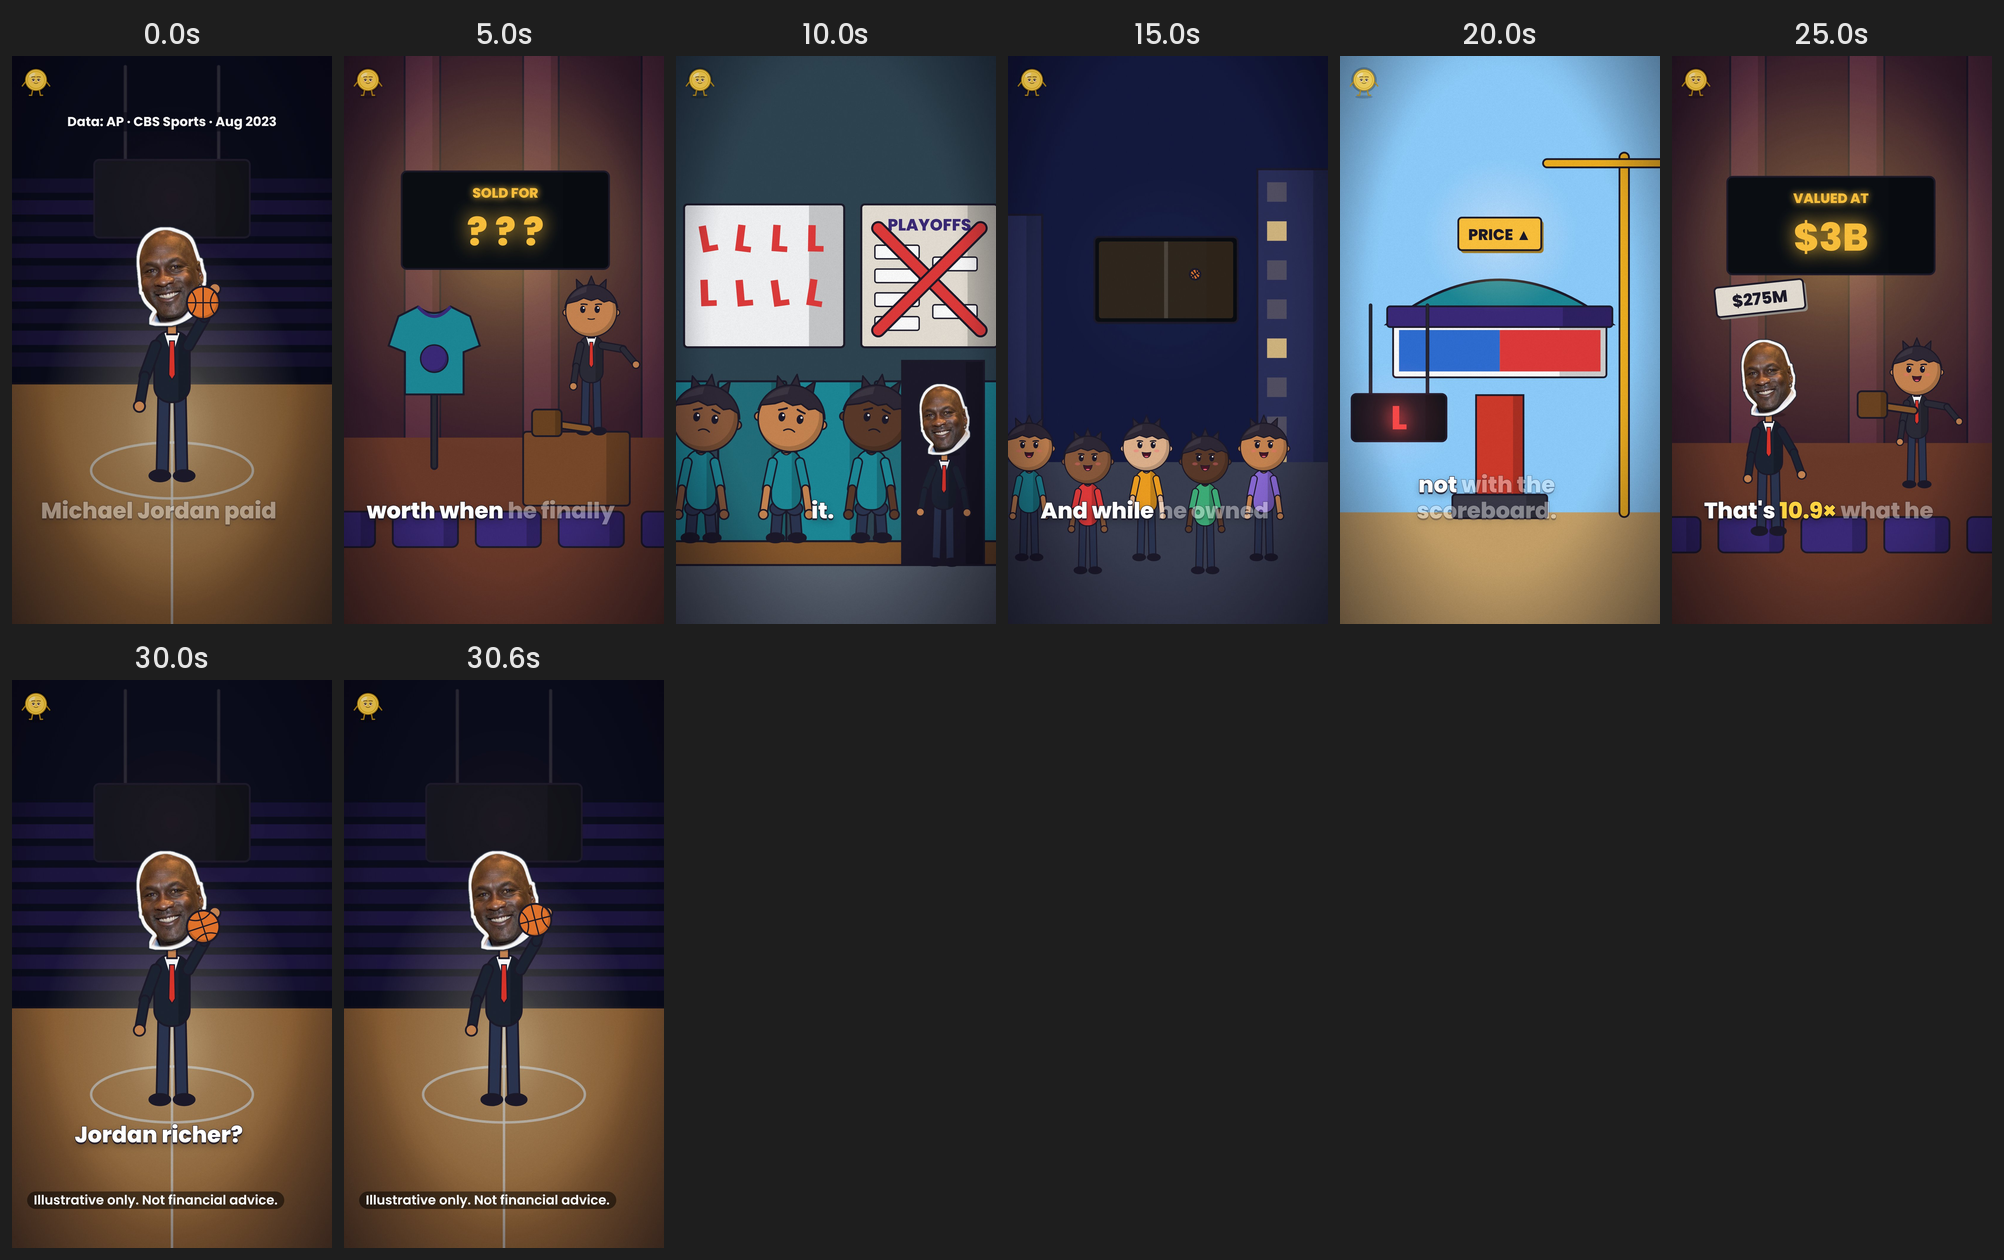 0.0s
5.0s
10.0s
15.0s
20.0s
25.0s
Data: AP · CBS Sports · Aug 2023
Michael Jordan paid
SOLD FOR
???
worth when he finally
L L L L
L L L L
PLAYOFFS
it.
And while he owned
PRICE ▲
L
not with the
scoreboard.
VALUED AT
$3B
$275M
That's 10.9× what he
30.0s
30.6s
Jordan richer?
Illustrative only. Not financial advice.
Illustrative only. Not financial advice.